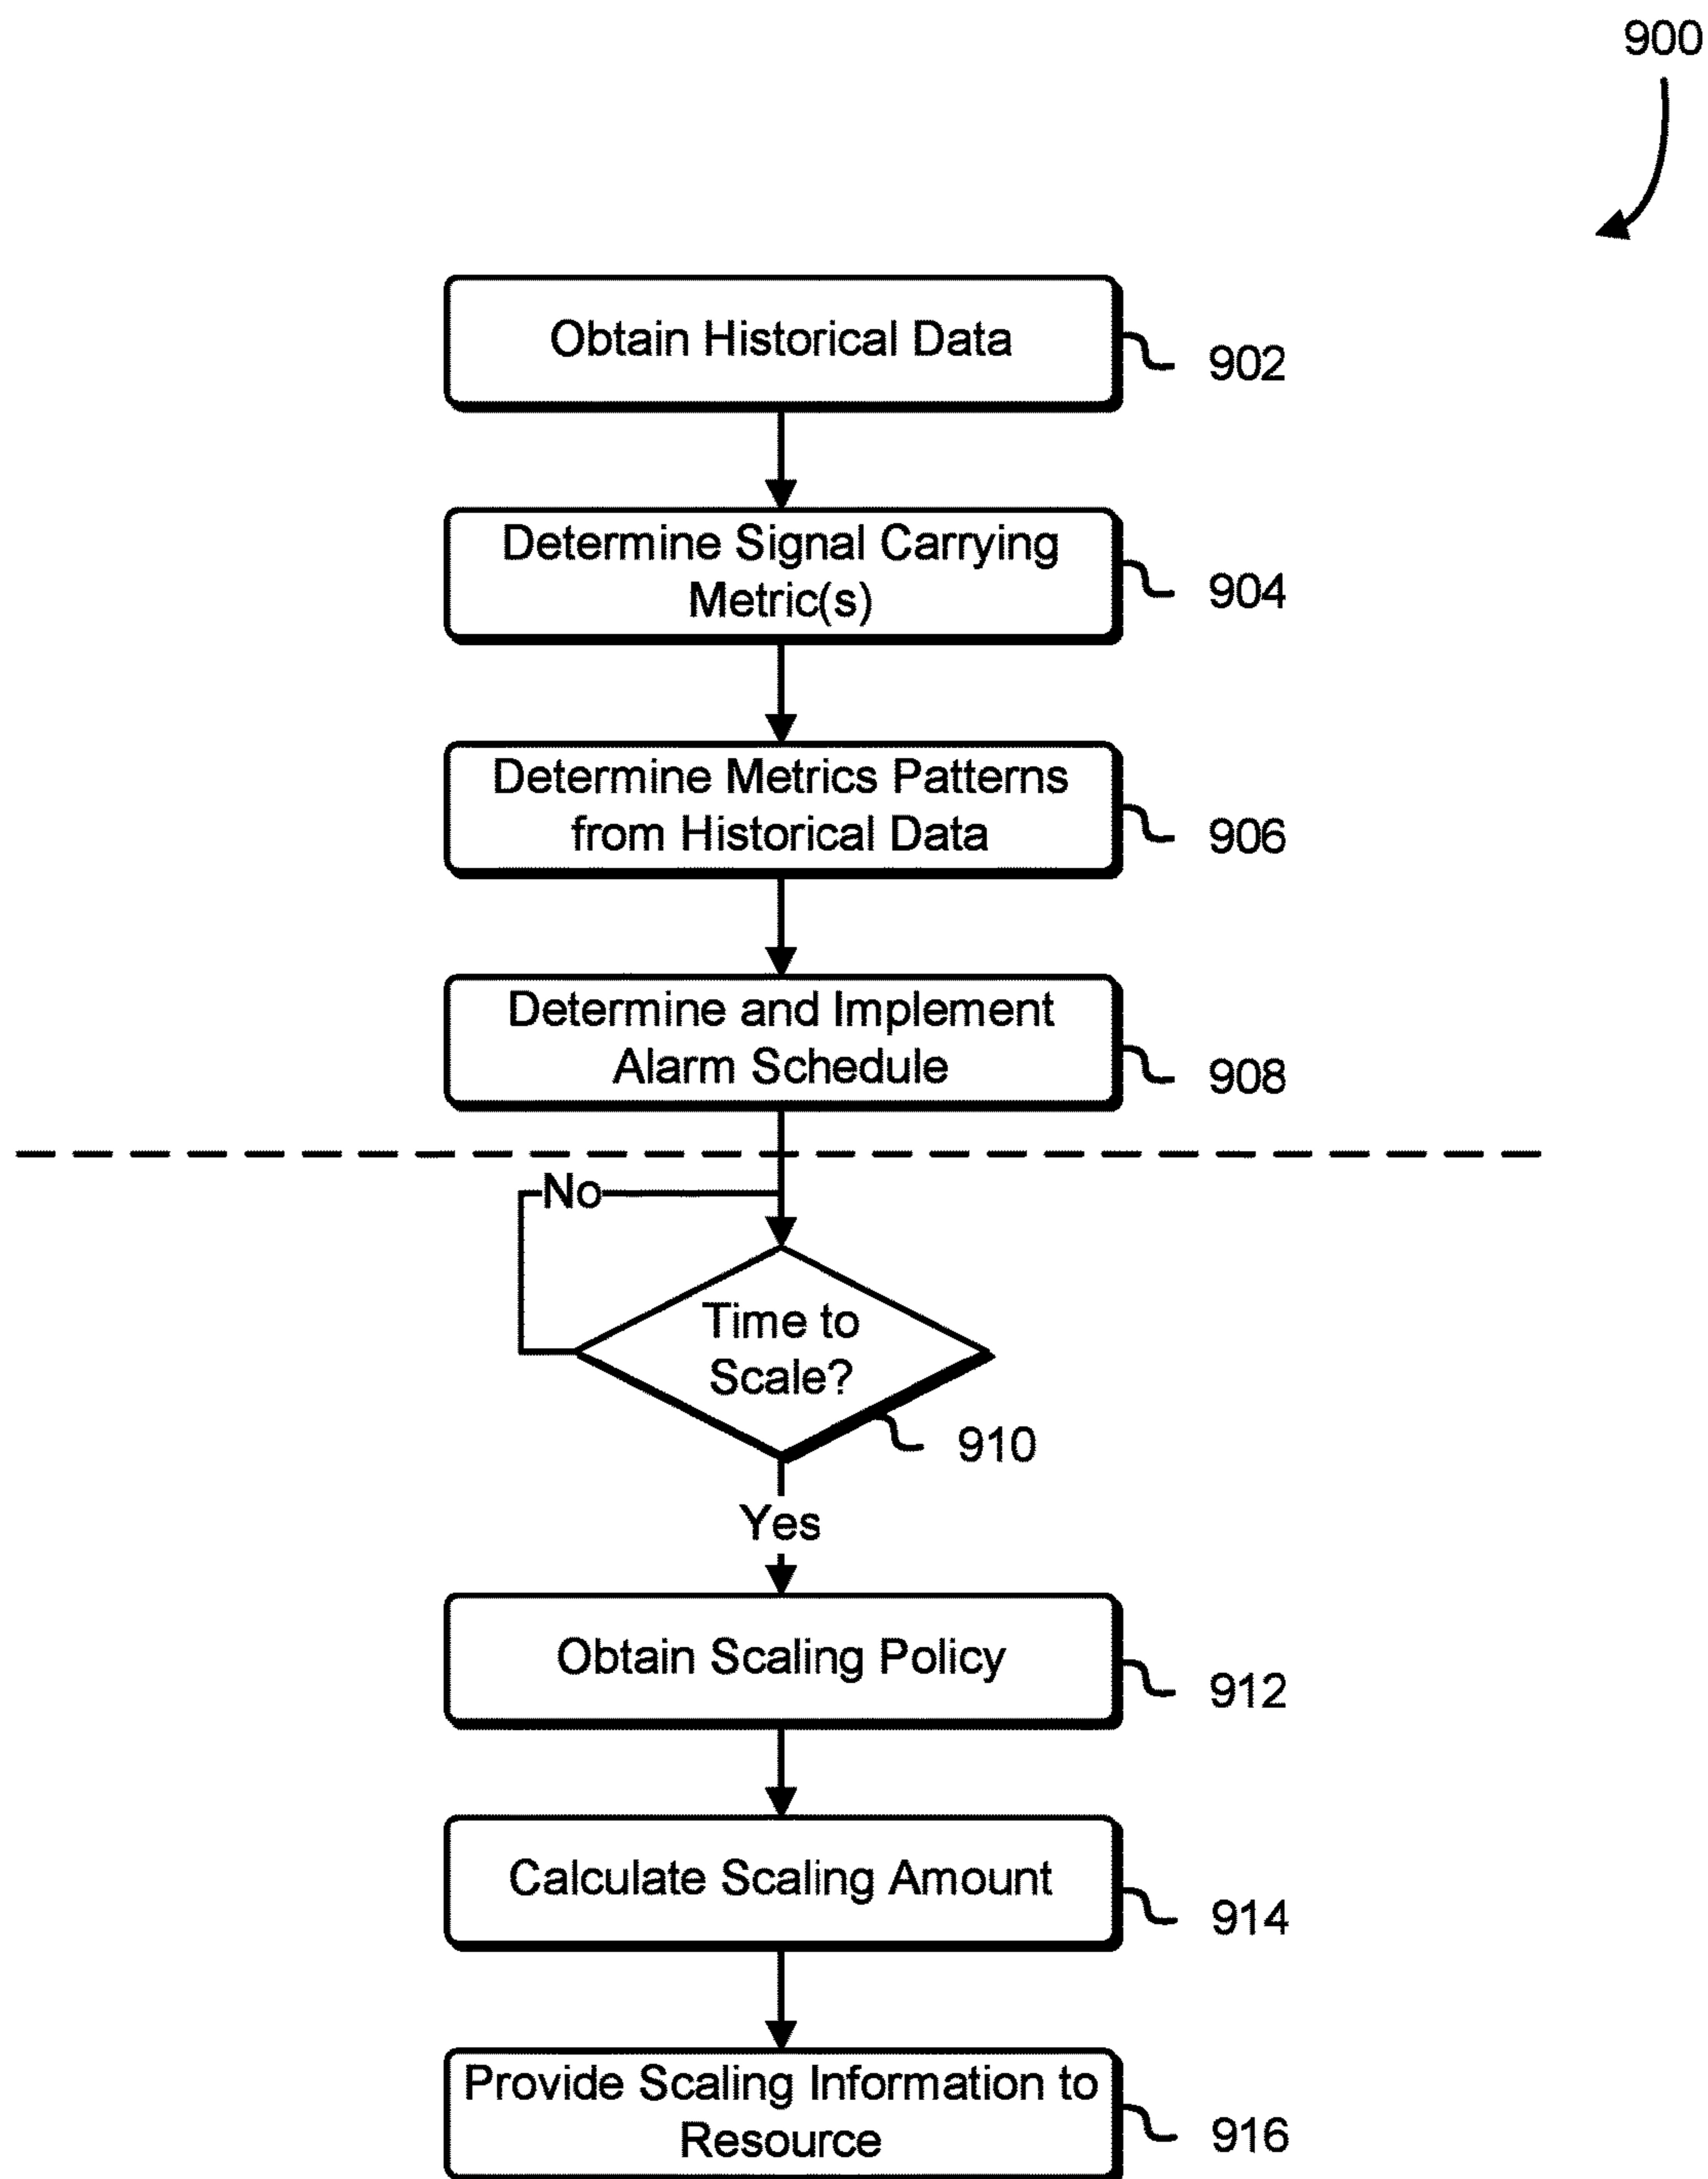 900
Obtain Historical Data
902
Determine Signal Carrying
Metric(s)
904
Determine Metrics Patterns
from Historical Data
906
Determine and Implement
Alarm Schedule
908
No
Time to
Scale?
910
Yes
Obtain Scaling Policy
912
Calculate Scaling Amount
914
Provide Scaling Information to
Resource
916